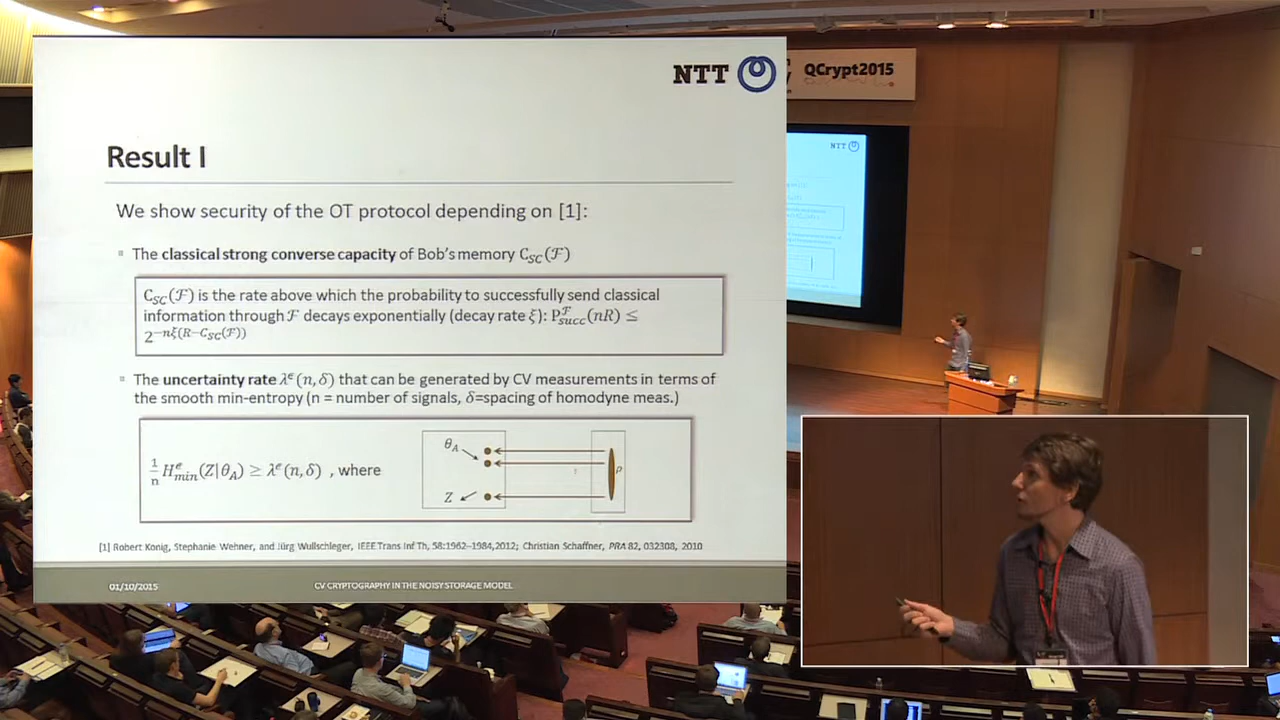 NTT
QCrypt2015
NTT
Result I
We show security of the OT protocol depending on [1]:
The classical strong converse capacity of Bob's memory C_SC(ℱ)
C_SC(ℱ) is the rate above which the probability to successfully send classical
information through ℱ decays exponentially (decay rate ξ): P^ℱ_succ(nR) ≤
2^−nξ(R−C_SC(ℱ))
The uncertainty rate λ^ϵ(n, δ) that can be generated by CV measurements in terms of
the smooth min-entropy (n = number of signals, δ=spacing of homodyne meas.)
θ_A
1/n H^ϵ_min(Z|θ_A) ≥ λ^ϵ(n, δ) , where
ρ
Z
[1] Robert Konig, Stephanie Wehner, and Jürg Wullschleger, IEEE Trans Inf Th, 58:1962–1984,2012; Christian Schaffner, PRA 82, 032308, 2010
01/10/2015
CV CRYPTOGRAPHY IN THE NOISY STORAGE MODEL